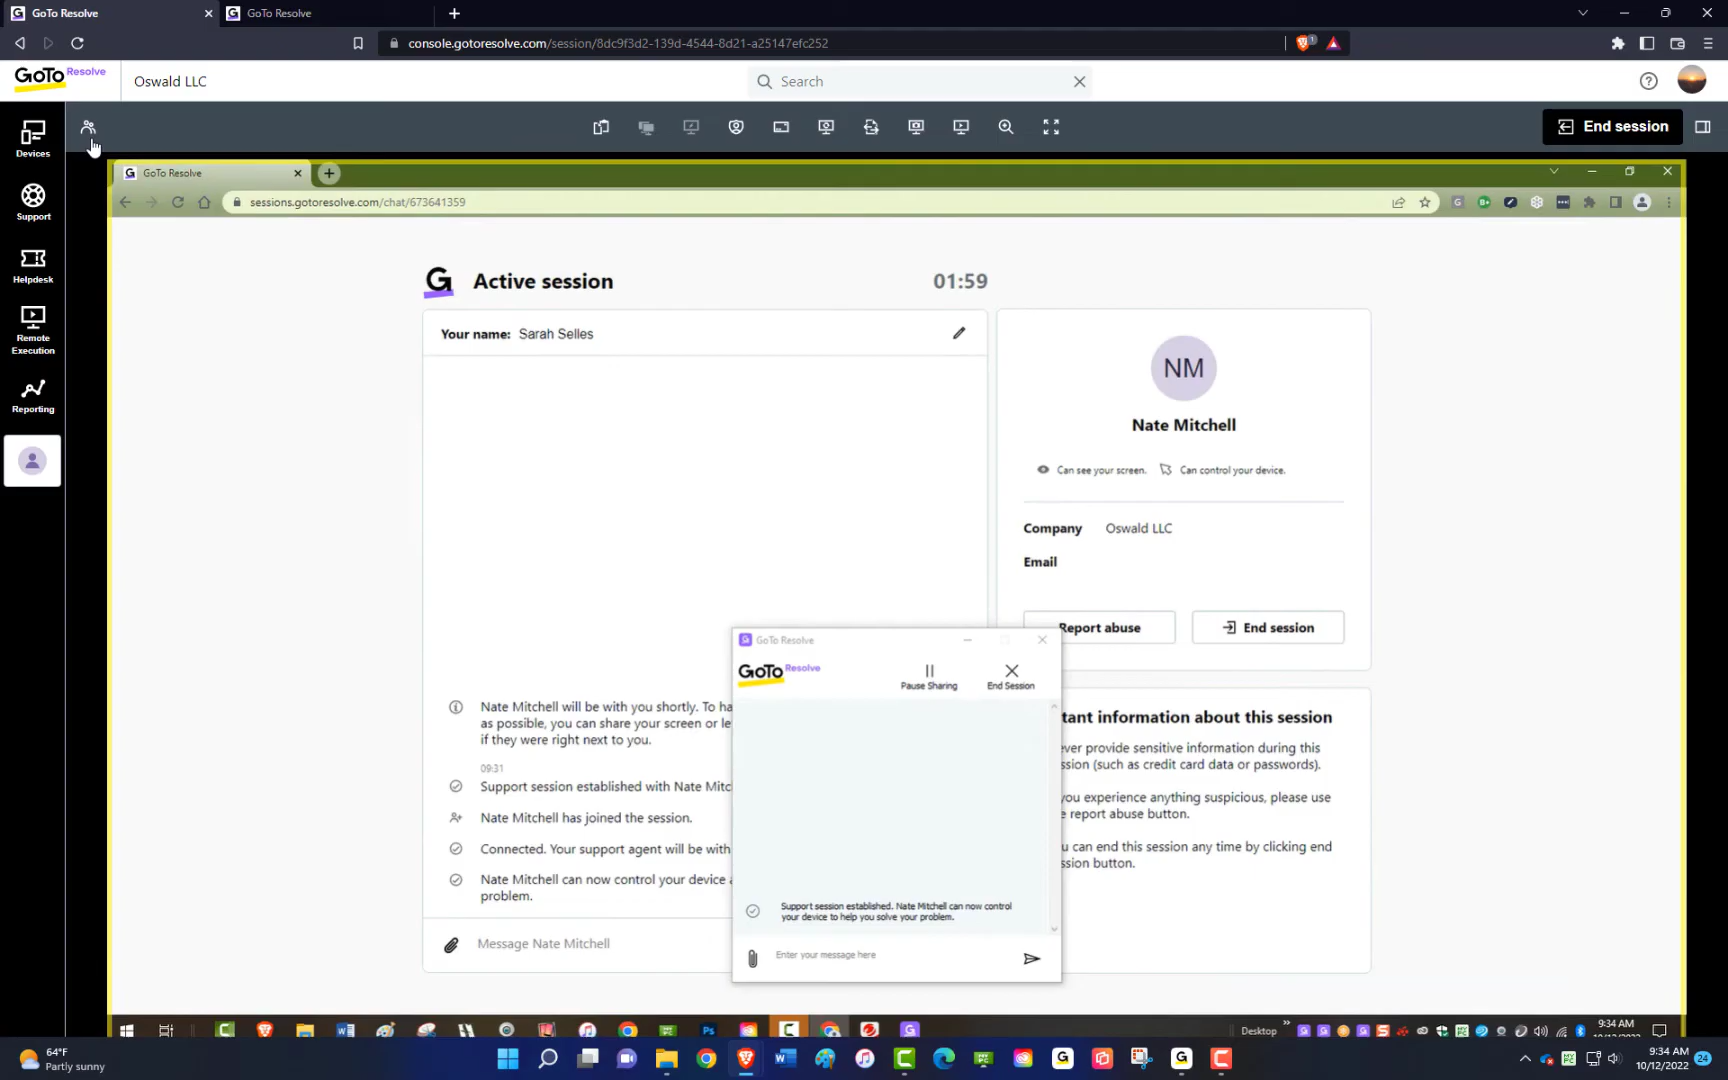 GoTo Resolve
GoTo Resolve
console.gotoresolve.com/session/8dc9f3d2-139d-4544-8d21-a25147efc252
1
GoTo Resolve
Oswald LLC
Search
Devices
Support
Helpdesk
Remote
Execution
Reporting
End session
GoTo Resolve
sessions.gotoresolve.com/chat/673641359
Active session
01:59
Your name: Sarah Selles
NM
Nate Mitchell
Can see your screen.
Can control your device.
Company Oswald LLC
Email
Report abuse
End session
Nate Mitchell will be with you shortly. To ha
as possible, you can share your screen or le
if they were right next to you.
09:31
Support session established with Nate Mitc
Nate Mitchell has joined the session.
Connected. Your support agent will be with
Nate Mitchell can now control your device a
problem.
Message Nate Mitchell
GoTo Resolve
GoTo Resolve
Pause Sharing
End Session
Support session established. Nate Mitchell can now control
your device to help you solve your problem.
Enter your message here
tant information about this session
ever provide sensitive information during this
ssion (such as credit card data or passwords).
you experience anything suspicious, please use
e report abuse button.
u can end this session any time by clicking end
ssion button.
Desktop
9:34 AM
64°F
Partly sunny
9:34 AM
10/12/2022
24